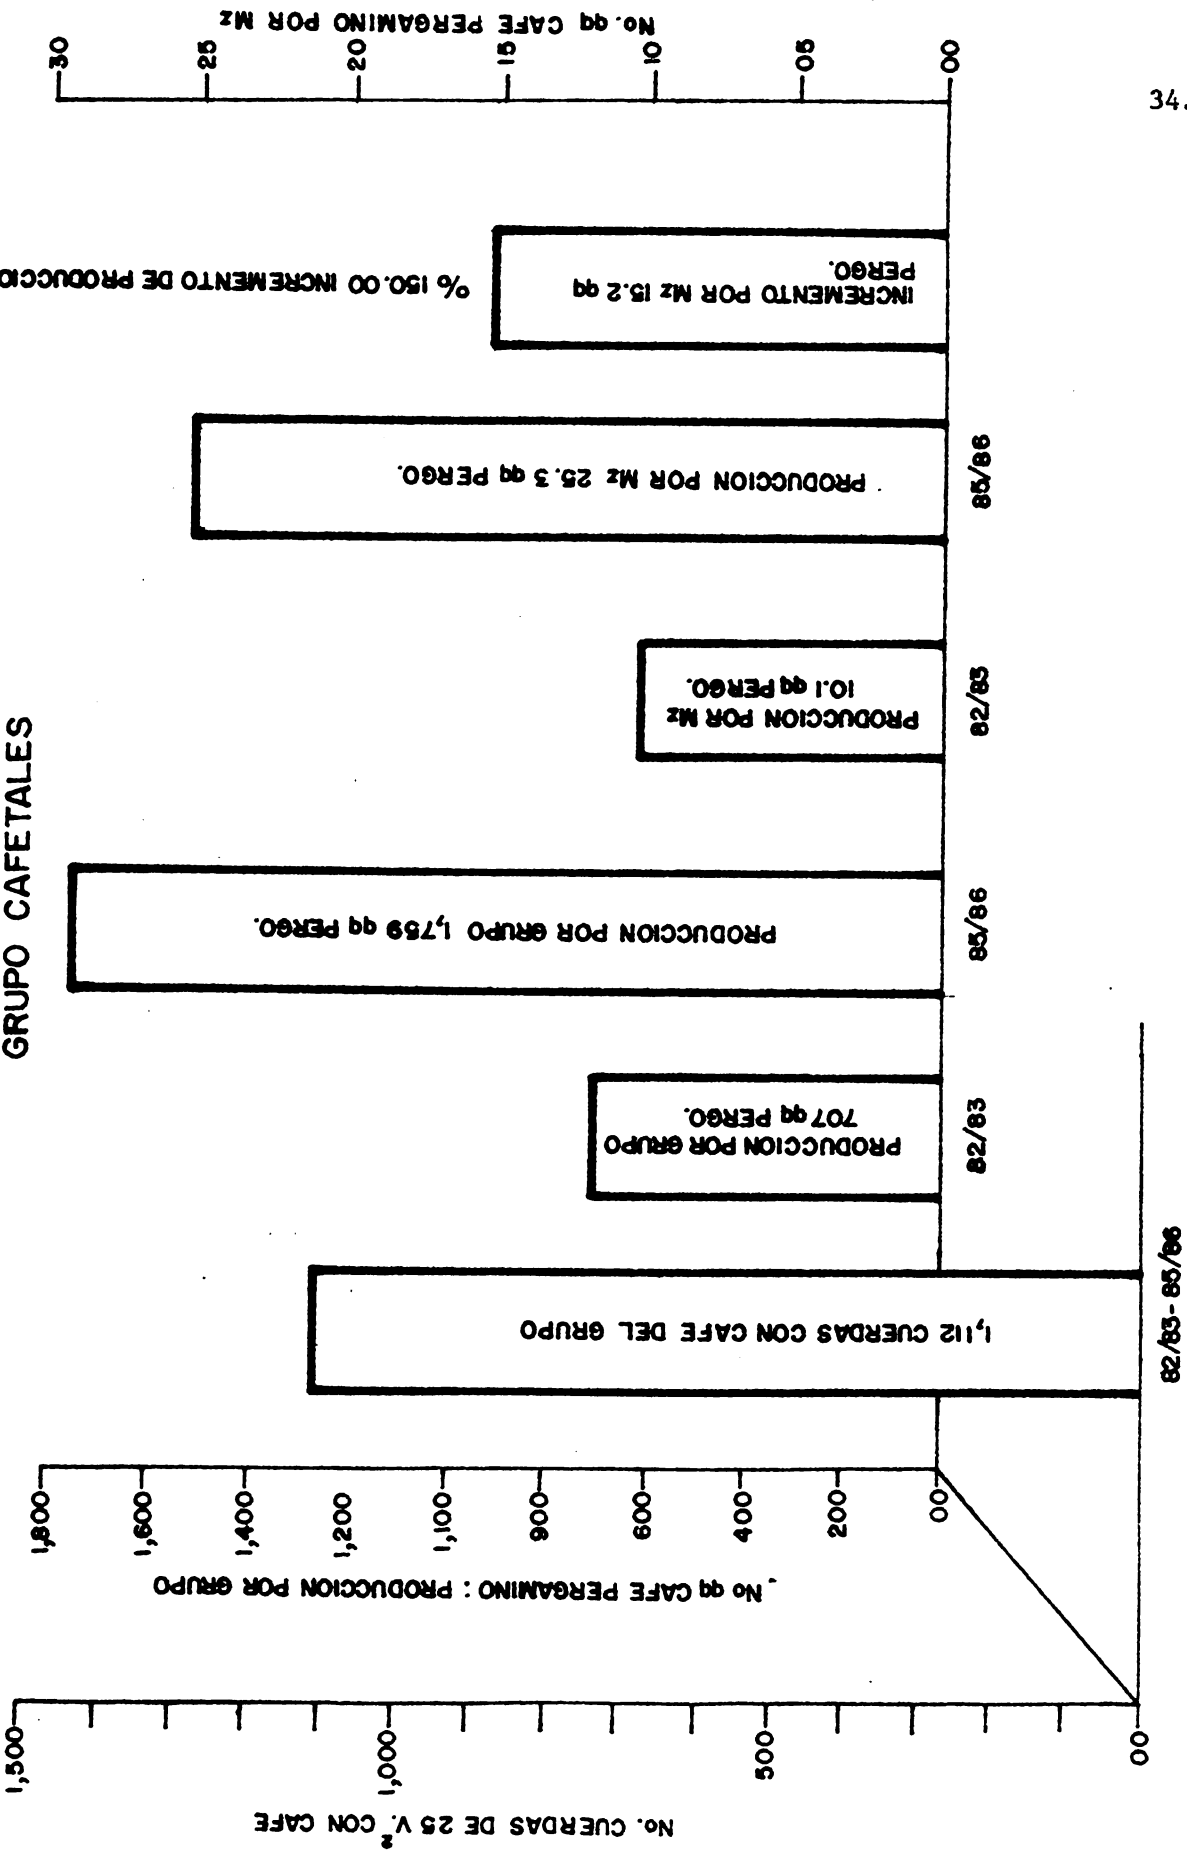 34.
GRUPO CAFETALES
No. CUERDAS DE 25 V.² CON CAFE
1,500
1,000
500
00
No qq CAFE PERGAMINO : PRODUCCION POR GRUPO
1,800
1,600
1,400
1,200
1,100
900
600
400
200
00
1,112 CUERDAS CON CAFE DEL GRUPO
82/83-85/86
PRODUCCION POR GRUPO
707 qq PERGO.
82/83
PRODUCCION POR GRUPO 1,759 qq PERGO.
85/86
PRODUCCION POR Mz
10.1 qq PERGO.
82/83
PRODUCCION POR Mz 25.3 qq PERGO.
85/86
% 150.00 INCREMENTO DE PRODUCCIO
INCREMENTO POR Mz 15.2 qq
PERGO.
No. qq CAFE PERGAMINO POR Mz
30
25
20
15
10
05
00